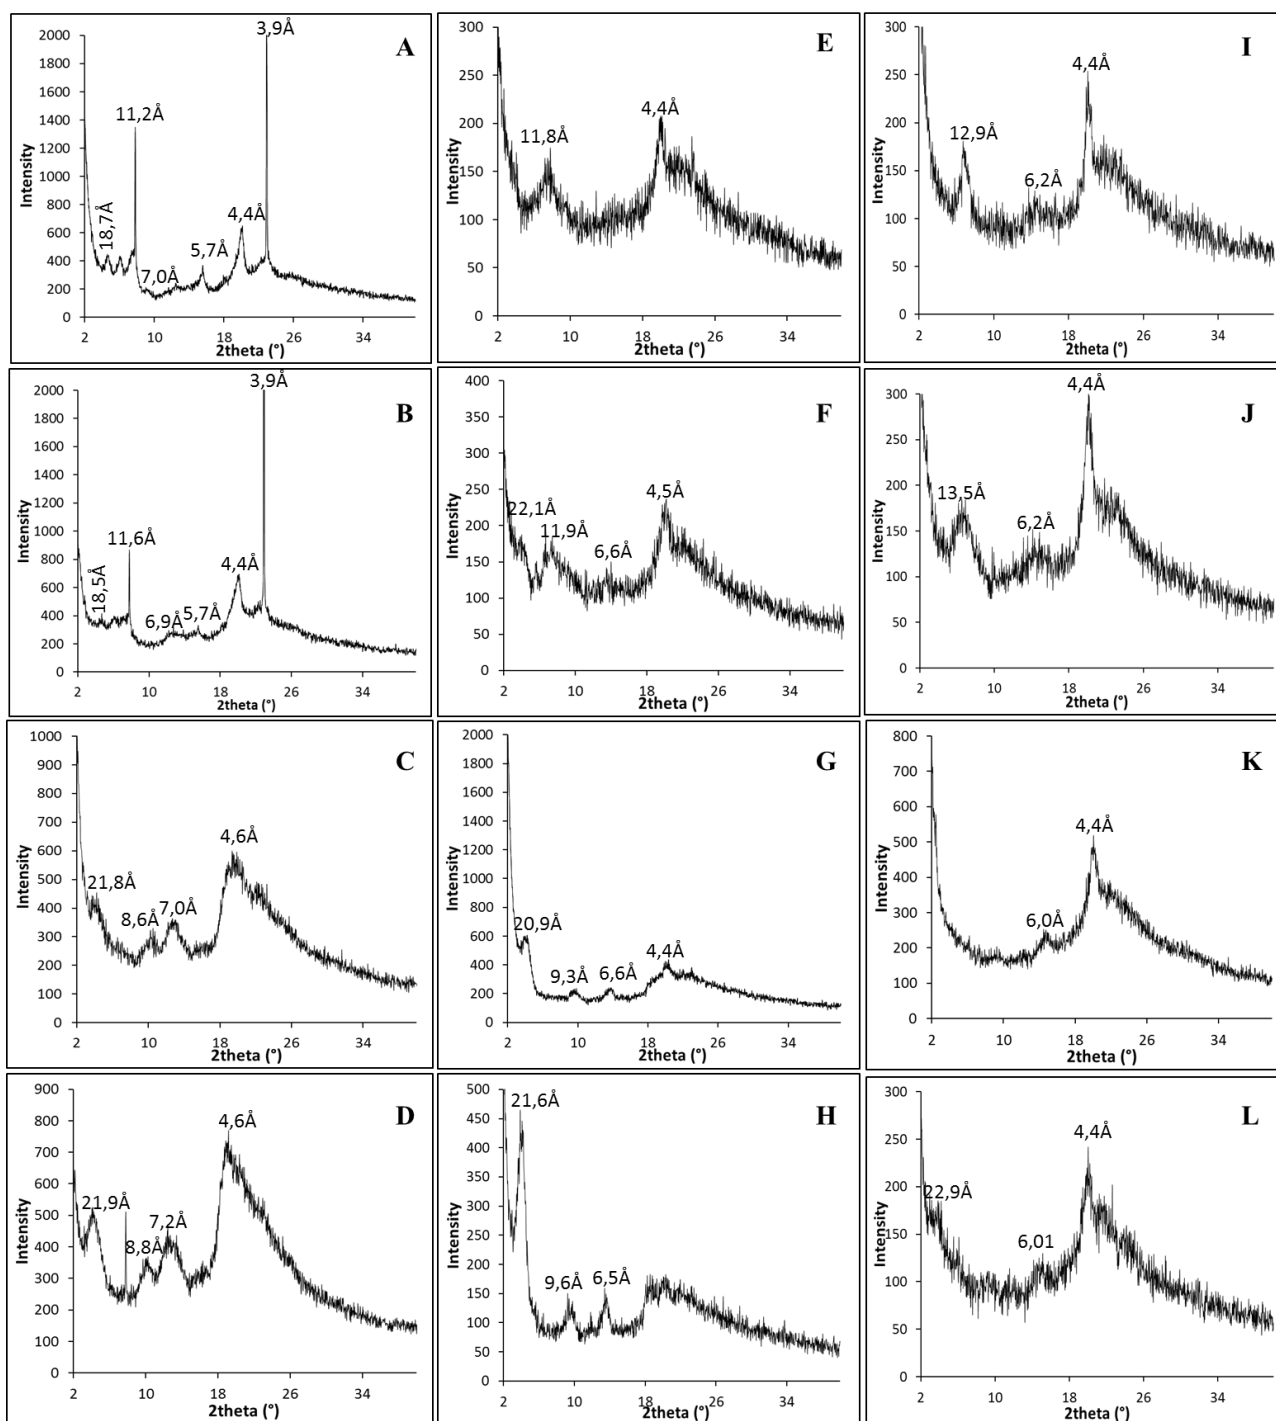 A
3,9Å
11,2Å
18,7Å
7,0Å
5,7Å
4,4Å
Intensity
2000
1800
1600
1400
1200
1000
800
600
400
200
0
2 10 18 26 34
2theta (°)
E
11,8Å
4,4Å
Intensity
300
250
200
150
100
50
0
2 10 18 26 34
2theta (°)
I
12,9Å
6,2Å
4,4Å
Intensity
300
250
200
150
100
50
0
2 10 18 26 34
2theta (°)
B
3,9Å
11,6Å
18,5Å
6,9Å
5,7Å
4,4Å
Intensity
2000
1800
1600
1400
1200
1000
800
600
400
200
0
2 10 18 26 34
2theta (°)
F
22,1Å
11,9Å
6,6Å
4,5Å
Intensity
400
350
300
250
200
150
100
50
0
2 10 18 26 34
2theta (°)
J
13,5Å
6,2Å
4,4Å
Intensity
300
250
200
150
100
50
0
2 10 18 26 34
2theta (°)
C
21,8Å
8,6Å
7,0Å
4,6Å
Intensity
1000
900
800
700
600
500
400
300
200
100
0
2 10 18 26 34
2theta (°)
G
20,9Å
9,3Å
6,6Å
4,4Å
Intensity
2000
1800
1600
1400
1200
1000
800
600
400
200
0
2 10 18 26 34
2theta (°)
K
6,0Å
4,4Å
Intensity
800
700
600
500
400
300
200
100
0
2 10 18 26 34
2theta (°)
D
21,9Å
8,8Å
7,2Å
4,6Å
Intensity
900
800
700
600
500
400
300
200
100
0
2 10 18 26 34
2theta (°)
H
21,6Å
9,6Å
6,5Å
Intensity
500
450
400
350
300
250
200
150
100
50
0
2 10 18 26 34
2theta (°)
L
22,9Å
6,01
4,4Å
Intensity
300
250
200
150
100
50
0
2 10 18 26 34
2theta (°)